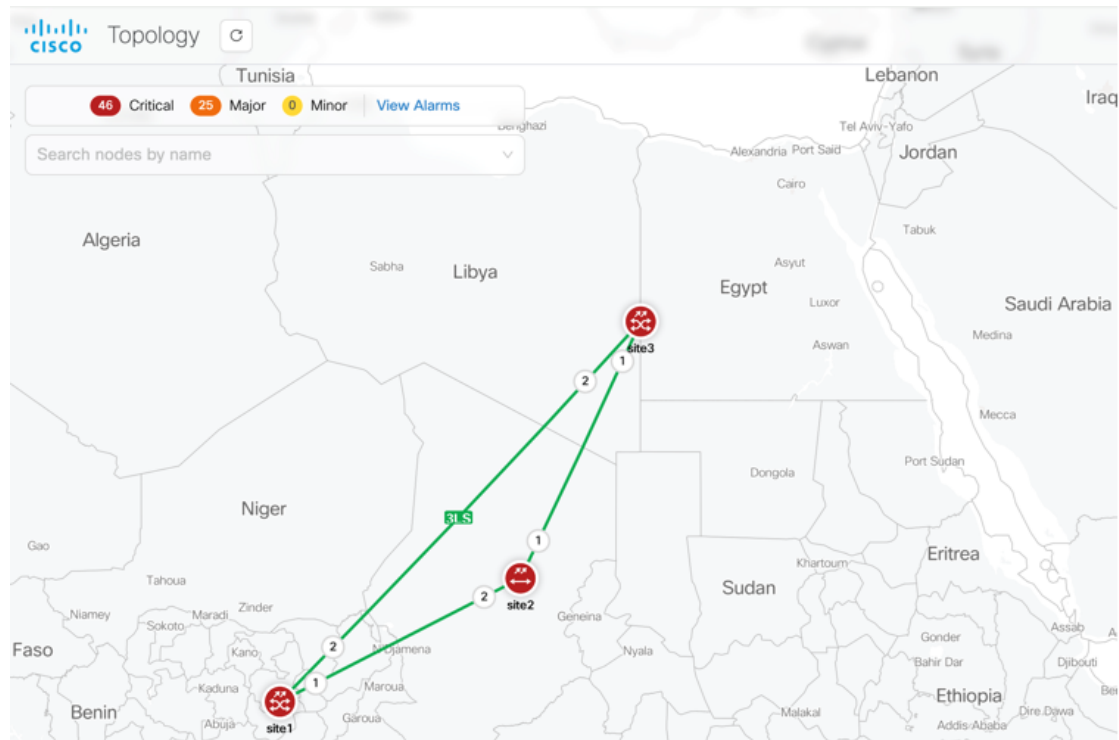 CISCO Topology
Tunisia
Lebanon
46 Critical 25 Major 0 Minor View Alarms
Iraq
Benghazi
Tel Aviv-Yafo
Search nodes by name
Alexandria Port Said
Jordan
Cairo
Algeria
Tabuk
Sabha
Libya
Asyut
Egypt
Luxor
Saudi Arabia
site3
Aswan
Medina
1
2
Mecca
Dongola
Port Sudan
Niger
3LS
Gao
1
Khartoum
Eritrea
Tahoua
Sudan
2
site2
Niamey
Maradi
Zinder
Sokoto
Geneina
Assab
Faso
Kano
2
N'Djamena
Nyala
Gonder
Bahir Dar
Djibouti
Kaduna
1
Maroua
Ethiopia
Benin
Abuja
site1
Garoua
Malakal
Dire Dawa
Addis Ababa